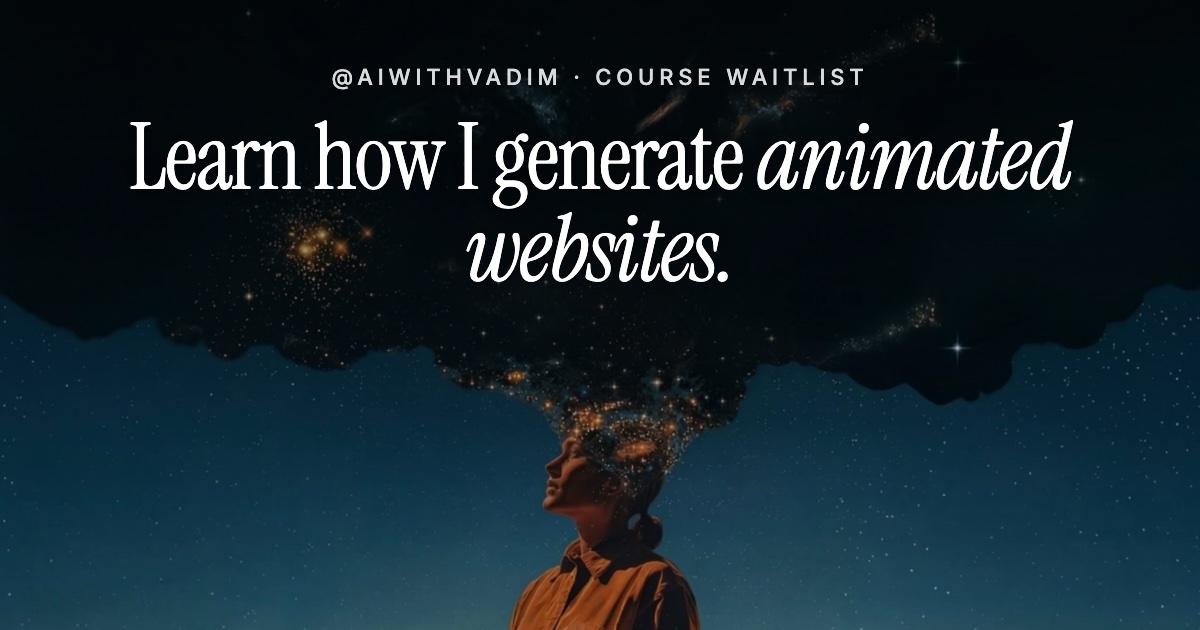 @AIWITHVADIM · COURSE WAITLIST
Learn how I generate animated
websites.